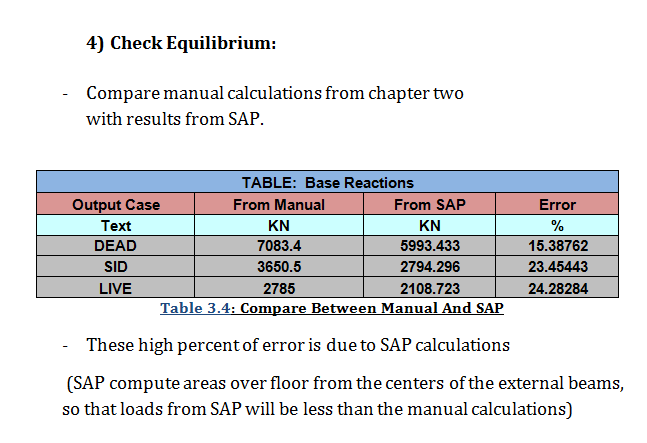 4) Check Equilibrium:
- Compare manual calculations from chapter two
with results from SAP.
TABLE: Base Reactions
Output Case From Manual From SAP Error
Text KN KN %
DEAD 7083.4 5993.433 15.38762
SID 3650.5 2794.296 23.45443
LIVE 2785 2108.723 24.28284
Table 3.4: Compare Between Manual And SAP
- These high percent of error is due to SAP calculations
(SAP compute areas over floor from the centers of the external beams,
so that loads from SAP will be less than the manual calculations)